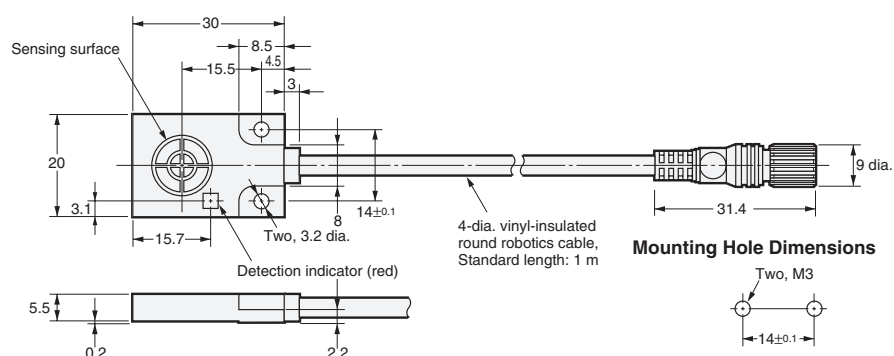 30
Sensing surface
8.5
15.5
4.5
3
20
3.1
15.7
Two, 3.2 dia.
Detection indicator (red)
8
14±0.1
4-dia. vinyl-insulated
round robotics cable,
Standard length: 1 m
9 dia.
31.4
Mounting Hole Dimensions
Two, M3
14±0.1
5.5
0.2
2.2